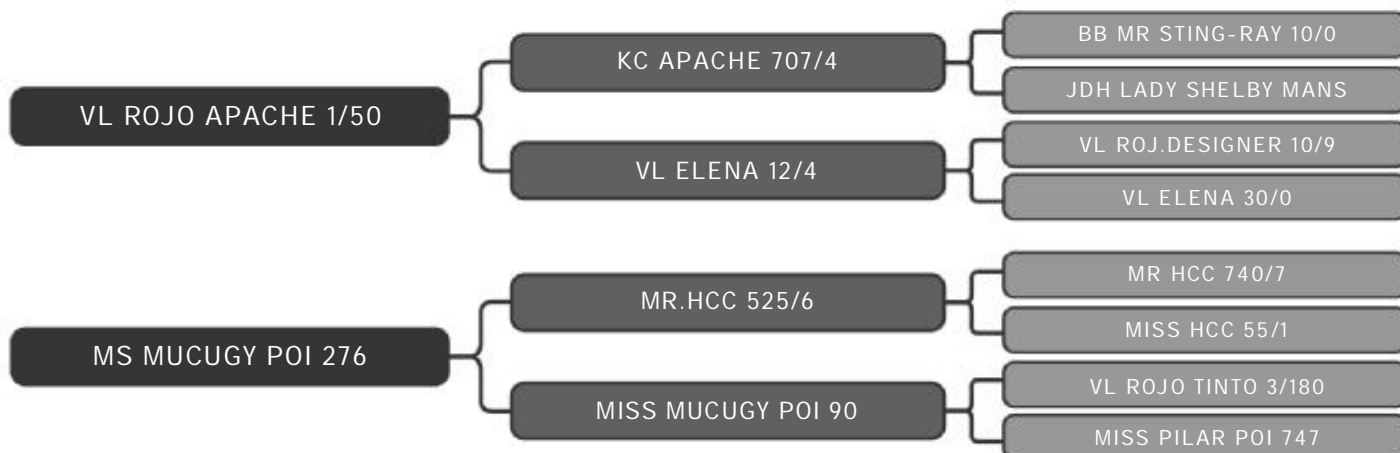 VL ROJO APACHE 1/50
KC APACHE 707/4
BB MR STING-RAY 10/0
JDH LADY SHELBY MANS
VL ELENA 12/4
VL ROJ.DESIGNER 10/9
VL ELENA 30/0
MS MUCUGY POI 276
MR.HCC 525/6
MR HCC 740/7
MISS HCC 55/1
MISS MUCUGY POI 90
VL ROJO TINTO 3/180
MISS PILAR POI 747